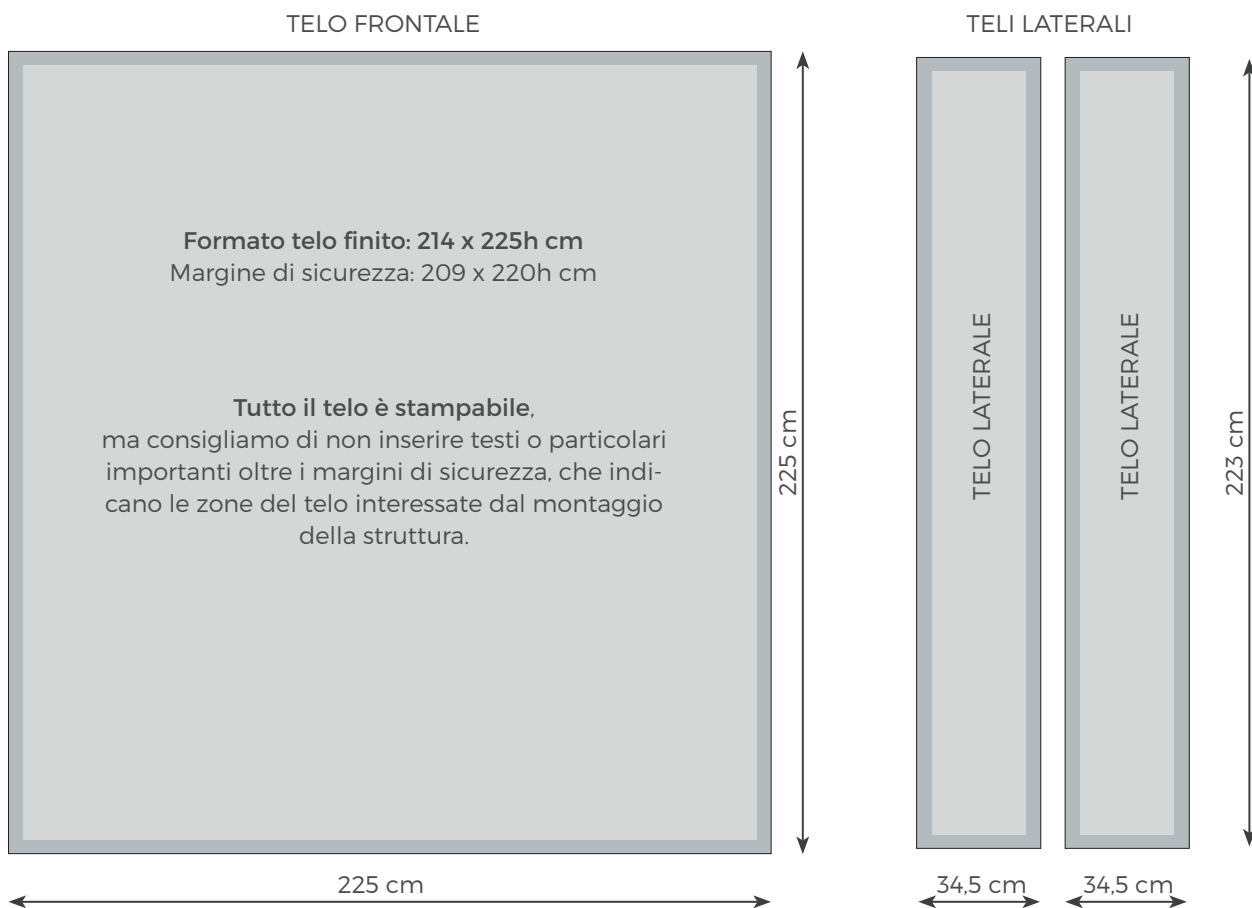 TELO FRONTALE
Formato telo finito: 214 x 225h cm
Margine di sicurezza: 209 x 220h cm
Tutto il telo è stampabile,
ma consigliamo di non inserire testi o particolari
importanti oltre i margini di sicurezza, che indi-
cano le zone del telo interessate dal montaggio
della struttura.
225 cm
225 cm
TELI LATERALI
TELO LATERALE
TELO LATERALE
223 cm
34,5 cm
34,5 cm